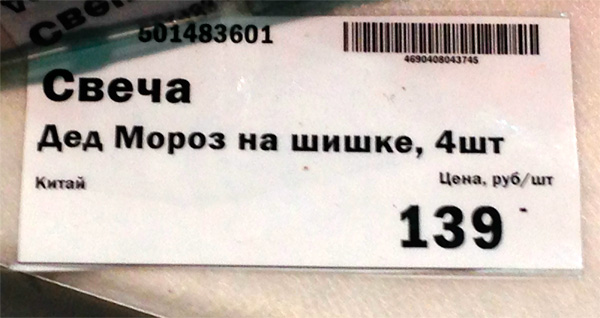 501483601
4690408043745
Свеча
Дед Мороз на шишке, 4шт
Китай
Цена, руб/шт
139